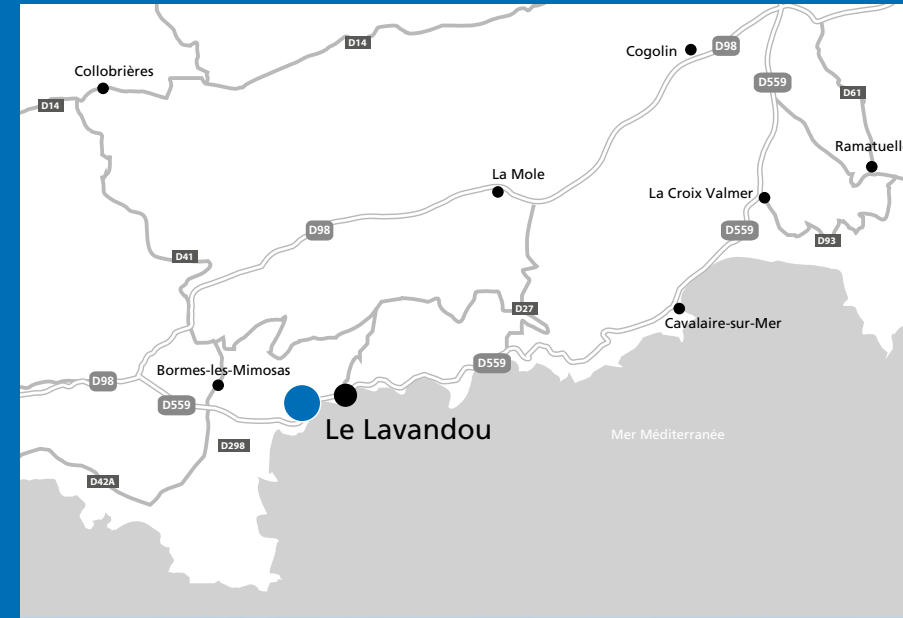 D14
Cogolin
D98
Collobrières
D559
D61
D14
Ramatuell
La Mole
La Croix Valmer
D98
D559
D93
D41
D27
Cavalaire-sur-Mer
D559
Bormes-les-Mimosas
D98
D559
Le Lavandou
Mer Méditerranée
D298
D42A